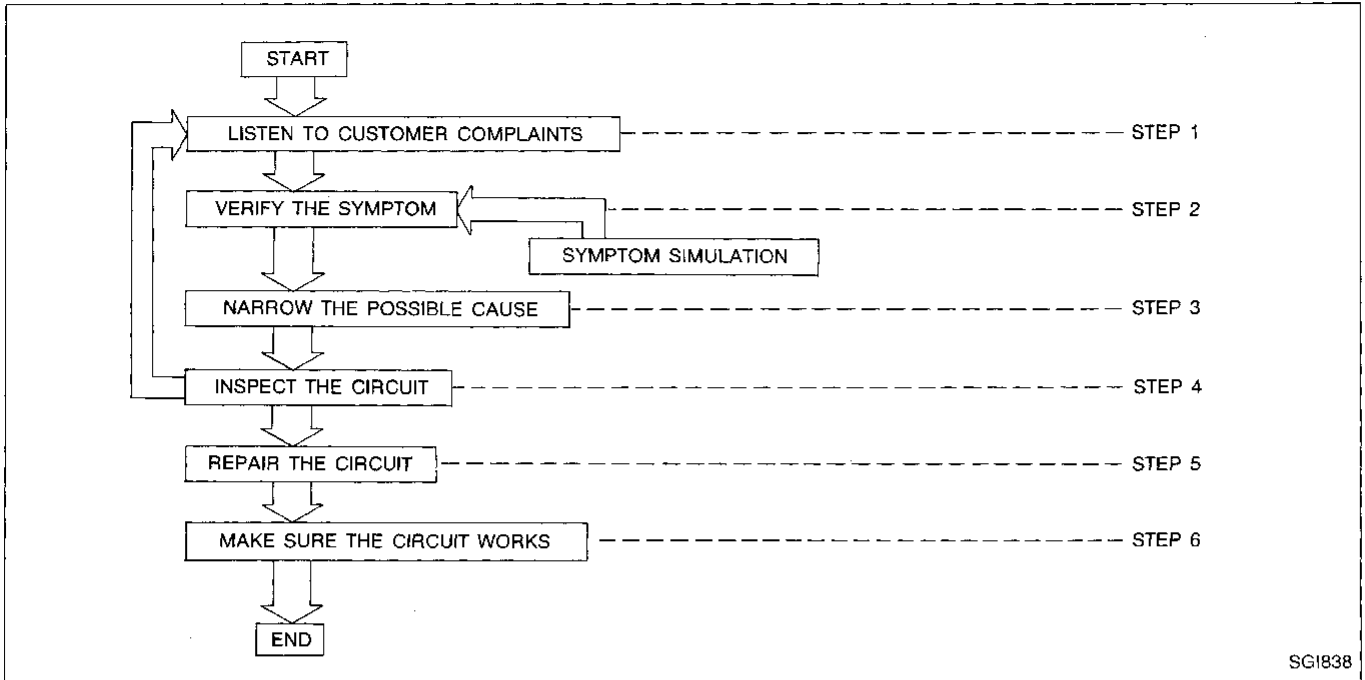 START
LISTEN TO CUSTOMER COMPLAINTS
STEP 1
VERIFY THE SYMPTOM
STEP 2
SYMPTOM SIMULATION
NARROW THE POSSIBLE CAUSE
STEP 3
INSPECT THE CIRCUIT
STEP 4
REPAIR THE CIRCUIT
STEP 5
MAKE SURE THE CIRCUIT WORKS
STEP 6
END
SGI838